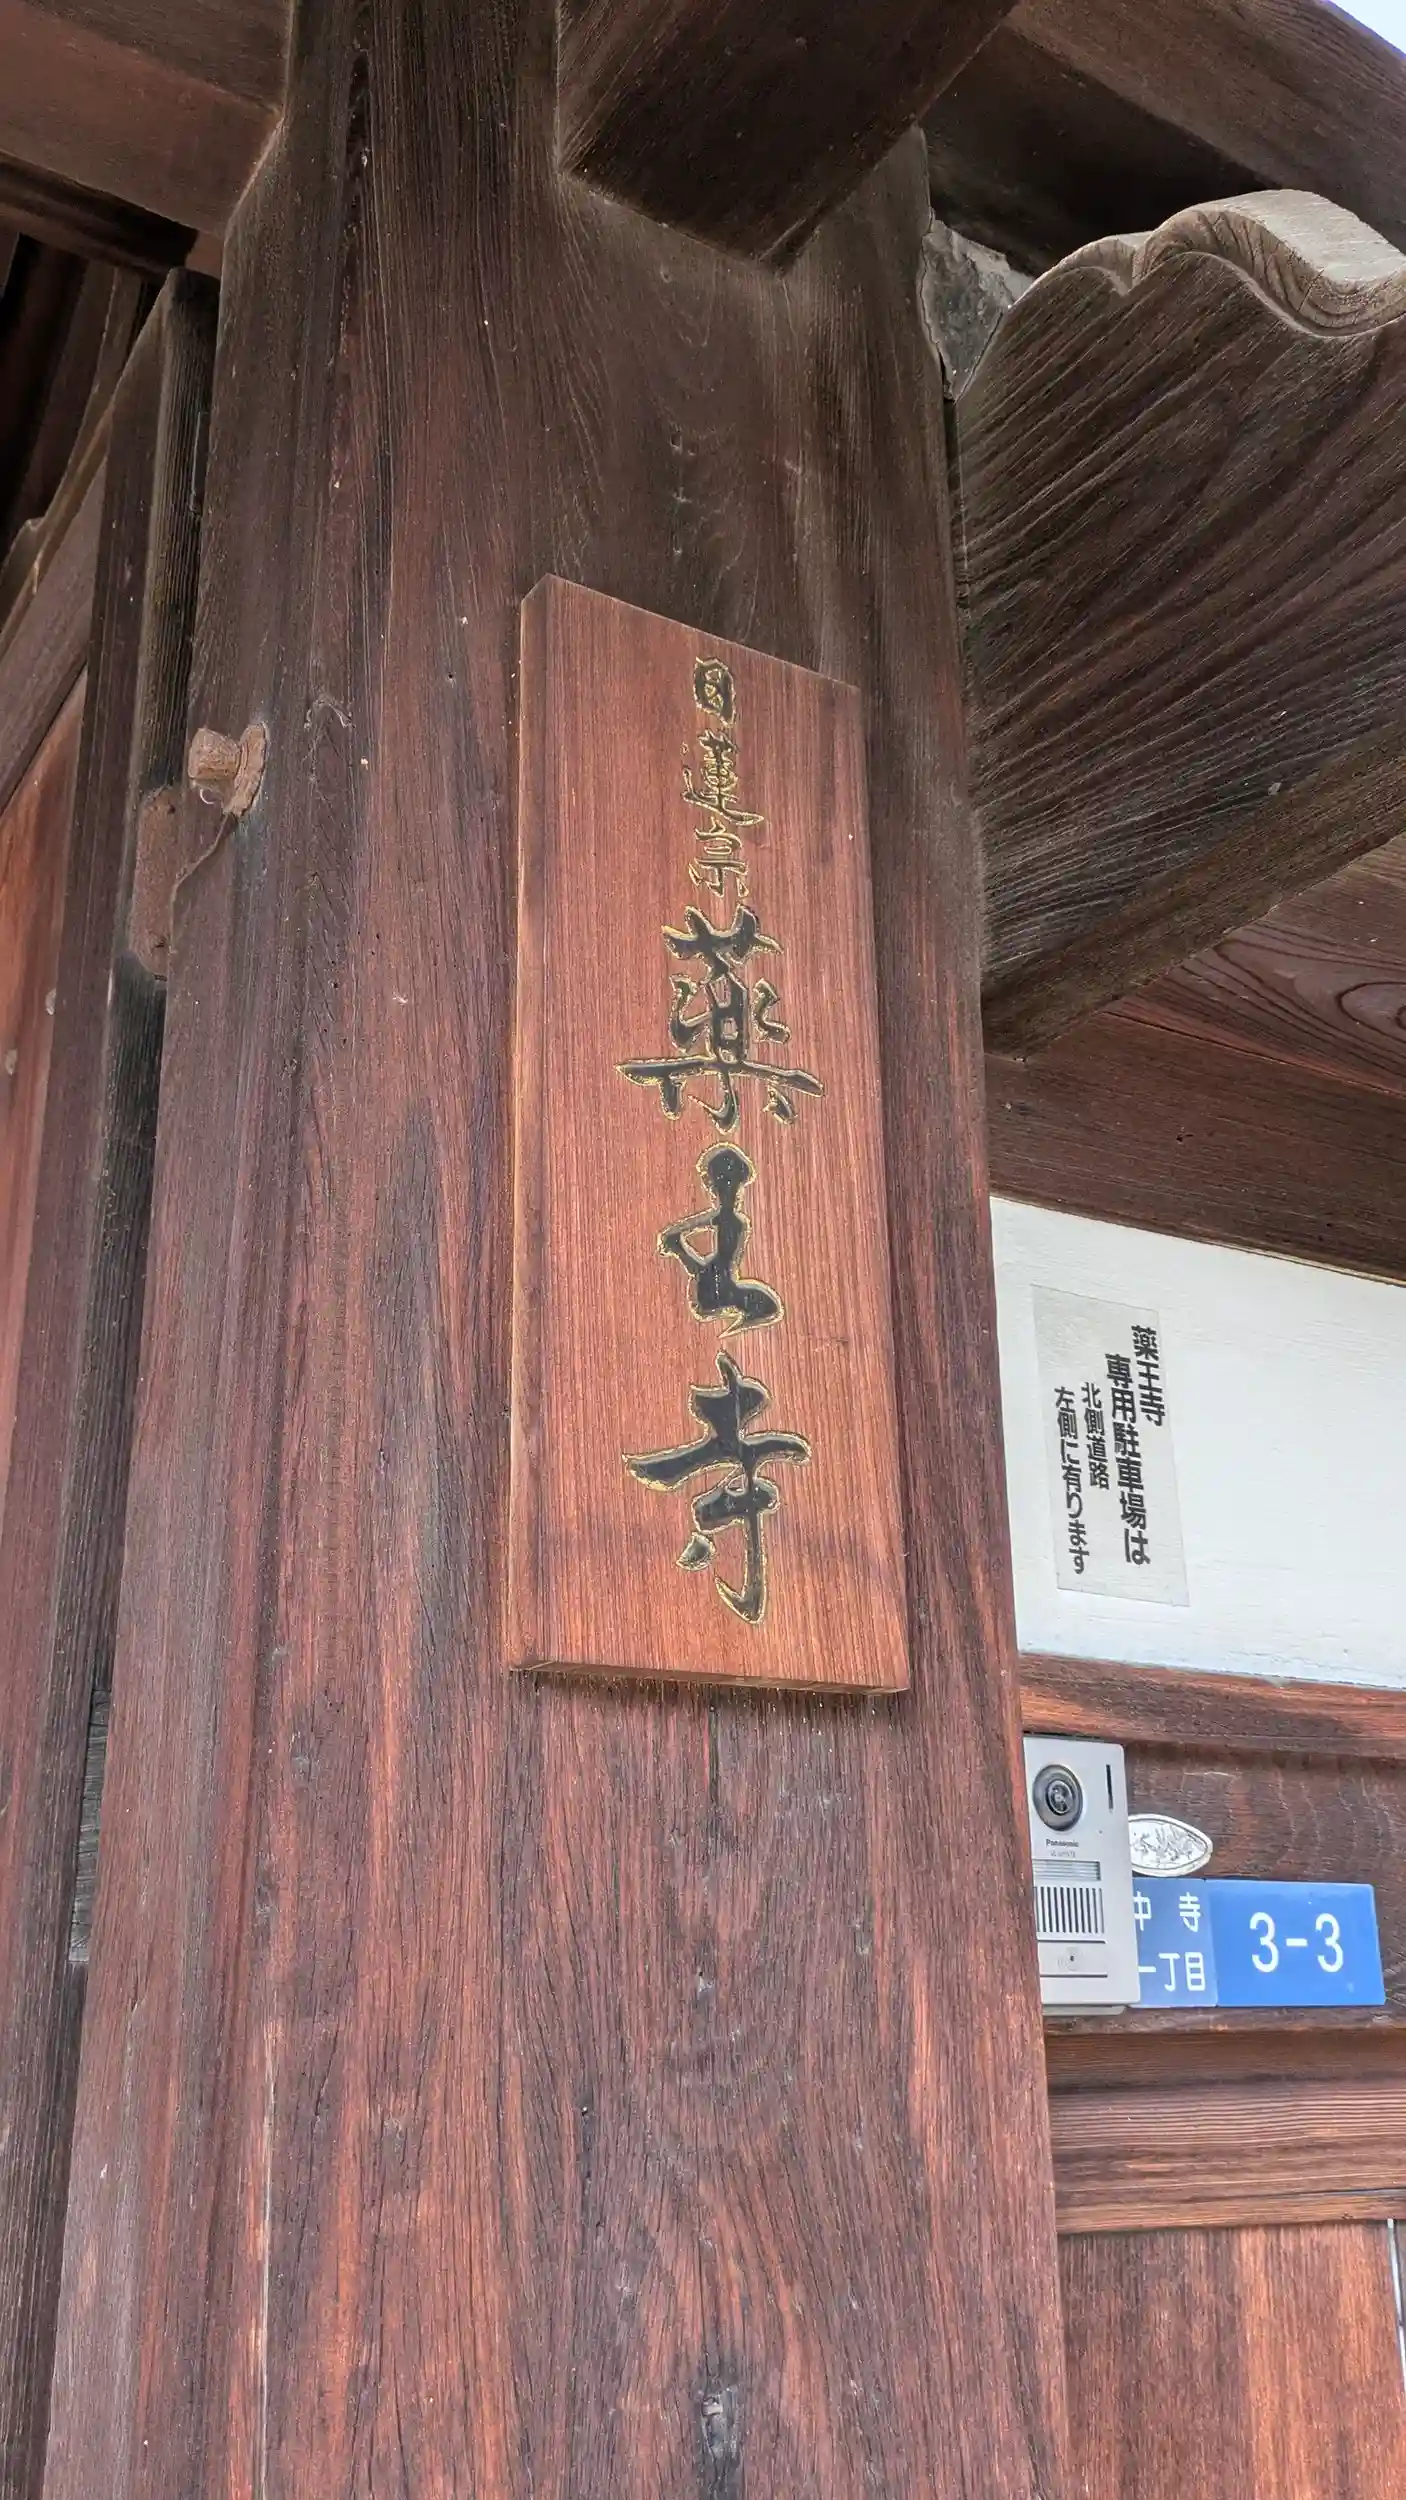 日蓮宗 薬王寺
薬王寺
専用駐車場は
北側道路
左側に有ります
Panasonic
中寺
一丁目
3-3